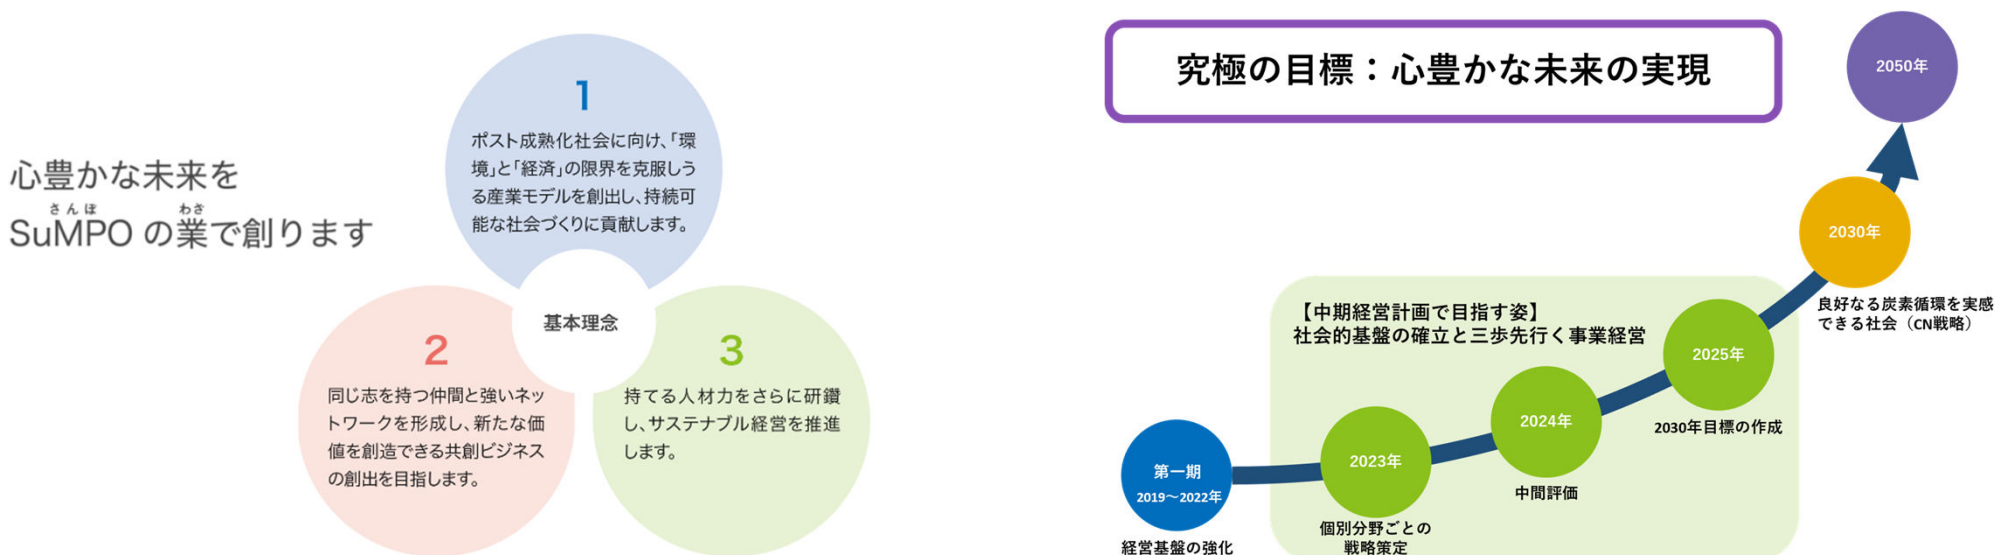 心豊かな未来を
さんぽ わざ
SuMPO の業で創ります
1
ポスト成熟化社会に向け、「環
境」と「経済」の限界を克服しう
る産業モデルを創出し、持続可
能な社会づくりに貢献します。
基本理念
2
同じ志を持つ仲間と強いネッ
トワークを形成し、新たな価
値を創造できる共創ビジネス
の創出を目指します。
3
持てる人材力をさらに研鑽
し、サステナブル経営を推進
します。
究極の目標：心豊かな未来の実現
2050年
2030年
良好なる炭素循環を実感
できる社会（CN戦略）
【中期経営計画で目指す姿】
社会的基盤の確立と三歩先行く事業経営
2025年
2030年目標の作成
2024年
中間評価
2023年
個別分野ごとの
戦略策定
第一期
2019～2022年
経営基盤の強化